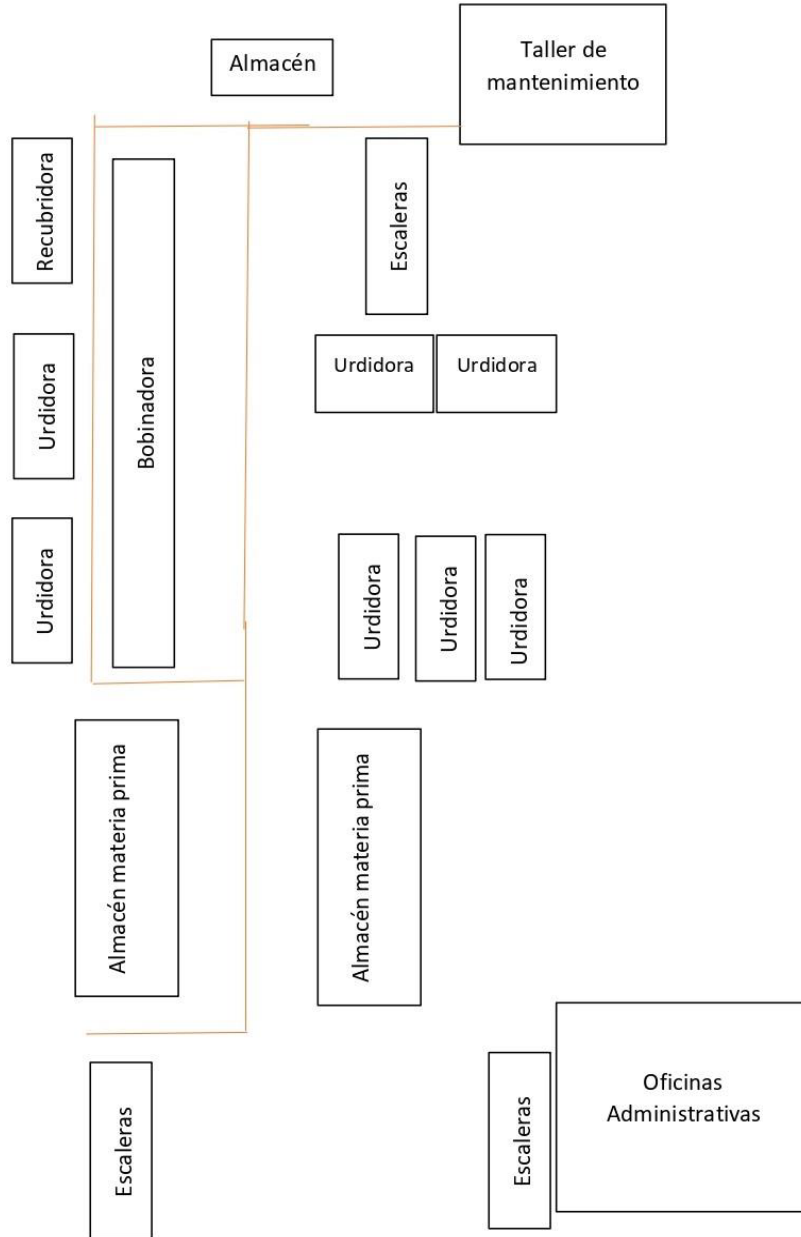 Almacén
Taller de
mantenimiento
Recubridora
Escaleras
Bobinadora
Urdidora
Urdidora
Urdidora
Urdidora
Urdidora
Urdidora
Urdidora
Almacén materia prima
Almacén materia prima
Escaleras
Escaleras
Oficinas
Administrativas